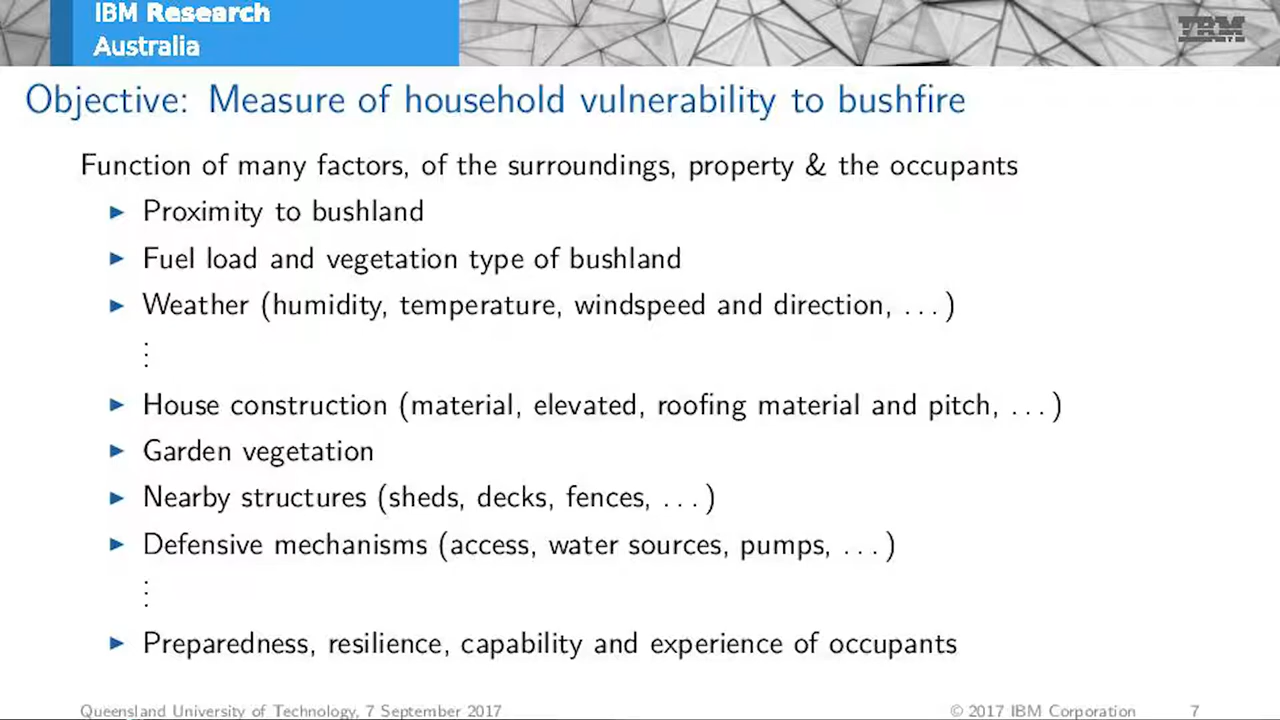 IBM Research
Australia
IBM
Objective: Measure of household vulnerability to bushfire
Function of many factors, of the surroundings, property & the occupants
▶ Proximity to bushland
▶ Fuel load and vegetation type of bushland
▶ Weather (humidity, temperature, windspeed and direction, . . . )
⋮
▶ House construction (material, elevated, roofing material and pitch, . . . )
▶ Garden vegetation
▶ Nearby structures (sheds, decks, fences, . . . )
▶ Defensive mechanisms (access, water sources, pumps, . . . )
⋮
▶ Preparedness, resilience, capability and experience of occupants
Queensland University of Technology, 7 September 2017 © 2017 IBM Corporation 7